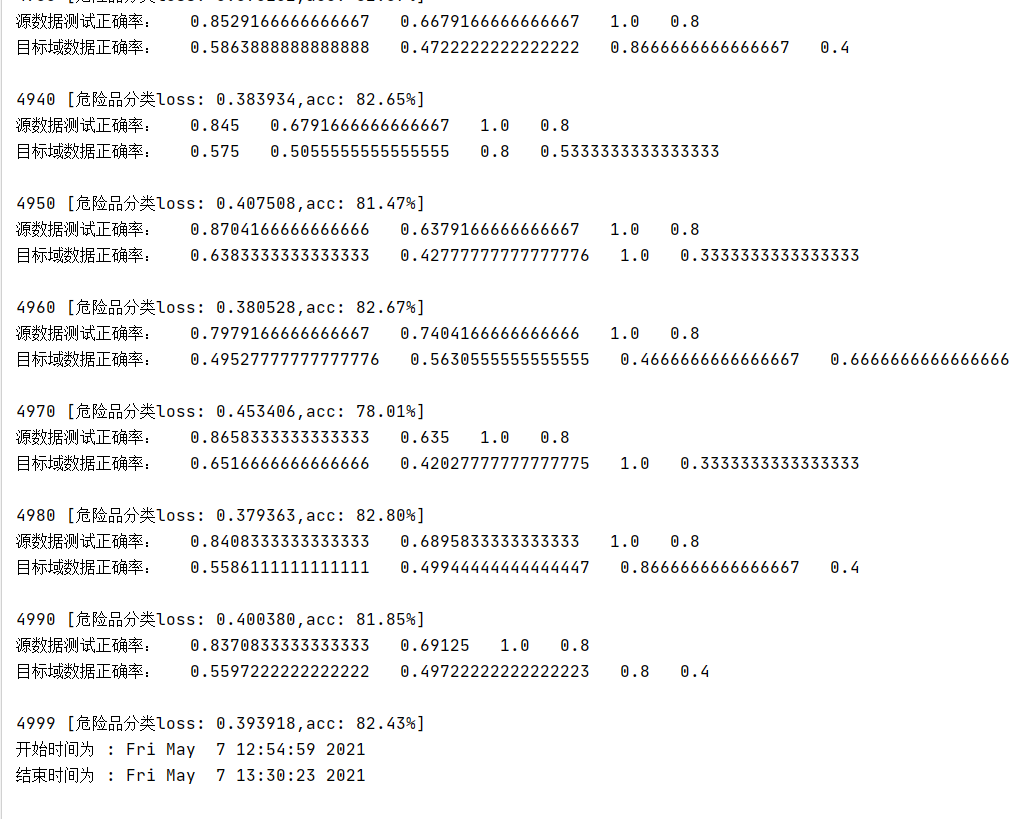 源数据测试正确率:  0.8529166666666667  0.6679166666666667  1.0  0.8
目标域数据正确率:  0.5863888888888888  0.4722222222222222  0.8666666666666667  0.4
4940 [危险品分类loss: 0.383934,acc: 82.65%]
源数据测试正确率:  0.845  0.6791666666666667  1.0  0.8
目标域数据正确率:  0.575  0.5055555555555555  0.8  0.5333333333333333
4950 [危险品分类loss: 0.407508,acc: 81.47%]
源数据测试正确率:  0.8704166666666666  0.6379166666666667  1.0  0.8
目标域数据正确率:  0.6383333333333333  0.42777777777777776  1.0  0.3333333333333333
4960 [危险品分类loss: 0.380528,acc: 82.67%]
源数据测试正确率:  0.7979166666666667  0.7404166666666666  1.0  0.8
目标域数据正确率:  0.49527777777777776  0.5630555555555555  0.4666666666666667  0.6666666666666666
4970 [危险品分类loss: 0.453406,acc: 78.01%]
源数据测试正确率:  0.8658333333333333  0.635  1.0  0.8
目标域数据正确率:  0.6516666666666666  0.42027777777777775  1.0  0.3333333333333333
4980 [危险品分类loss: 0.379363,acc: 82.80%]
源数据测试正确率:  0.8408333333333333  0.6895833333333333  1.0  0.8
目标域数据正确率:  0.5586111111111111  0.49944444444444447  0.8666666666666667  0.4
4990 [危险品分类loss: 0.400380,acc: 81.85%]
源数据测试正确率:  0.8370833333333333  0.69125  1.0  0.8
目标域数据正确率:  0.5597222222222222  0.49722222222222223  0.8  0.4
4999 [危险品分类loss: 0.393918,acc: 82.43%]
开始时间为 : Fri May  7 12:54:59 2021
结束时间为 : Fri May  7 13:30:23 2021